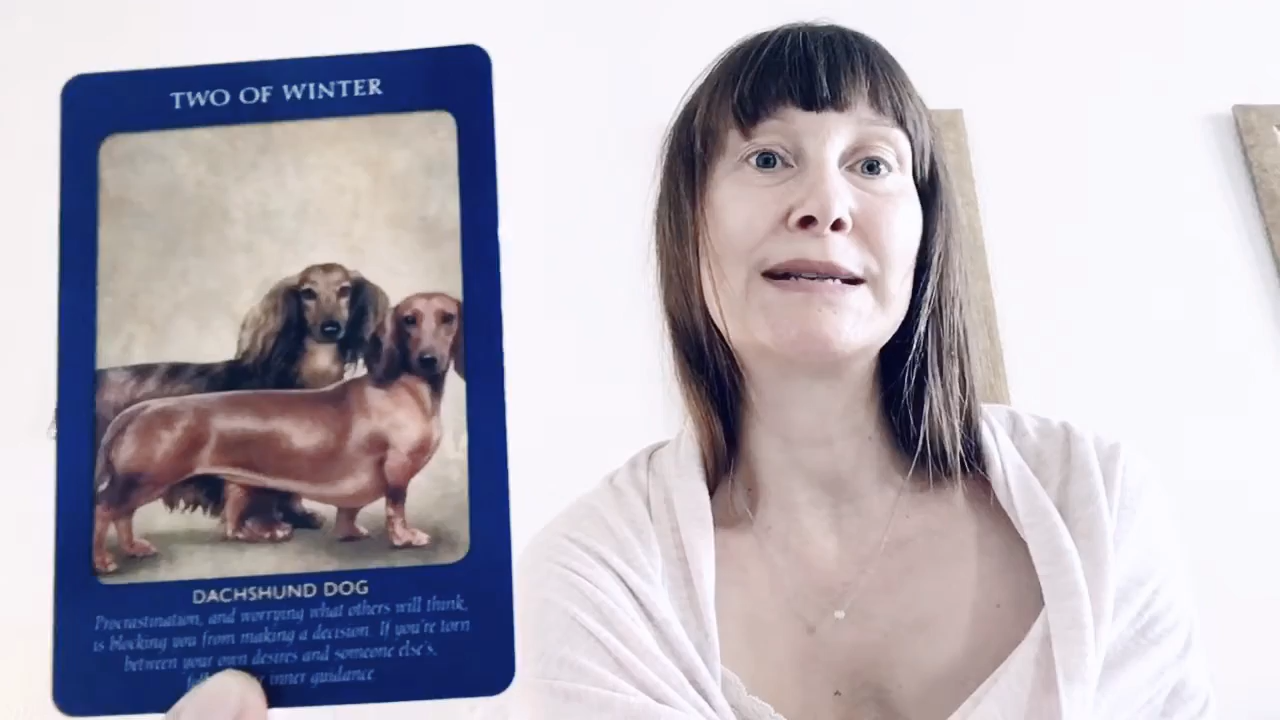 TWO OF WINTER
DACHSHUND DOG
Procrastination, and worrying what others will think,
is blocking you from making a decision. If you're torn
between your own desires and someone else's,
inner guidance